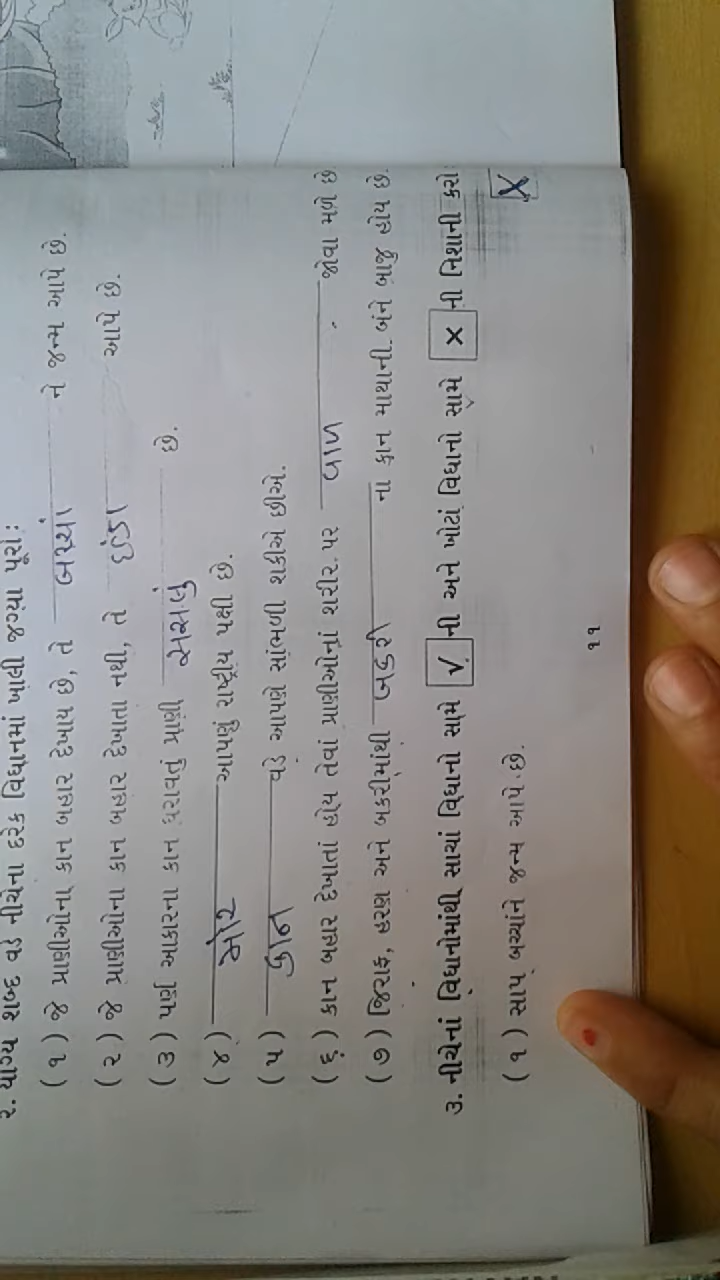 ૨. યોગ્ય શબ્દ વડે નીચેના દરેક વિધાનમાં ખાલી જગ્યા પૂરો :
(૧) જે પ્રાણીઓના કાન બહાર દેખાય છે, તે બચ્ચાં ને જન્મ આપે છે.
(૨) જે પ્રાણીઓના કાન બહાર દેખાતા નથી, તે ઈંડા આપે છે.
(૩) પર્ણ આકારના કાન ધરાવતું પ્રાણી સસલું છે.
(૪) મોર આપણું રાષ્ટ્રીય પક્ષી છે.
(૫) કાન વડે આપણે સાંભળી શકીએ છીએ.
(૬) કાન બહાર દેખાતાં હોય તેવાં પ્રાણીઓનાં શરીર પર વાળ જોવા મળે છે
(૭) જિરાફ, હરણ અને બકરીમાંથી બકરી ના કાન માથાની બંને બાજુ હોય છે.
૩. નીચેનાં વિધાનોમાંથી સાચાં વિધાનો સામે √ ની અને ખોટાં વિધાનો સામે × ની નિશાની કરો
(૧) સાપ બચ્ચાંને જન્મ આપે છે. X
૧૧